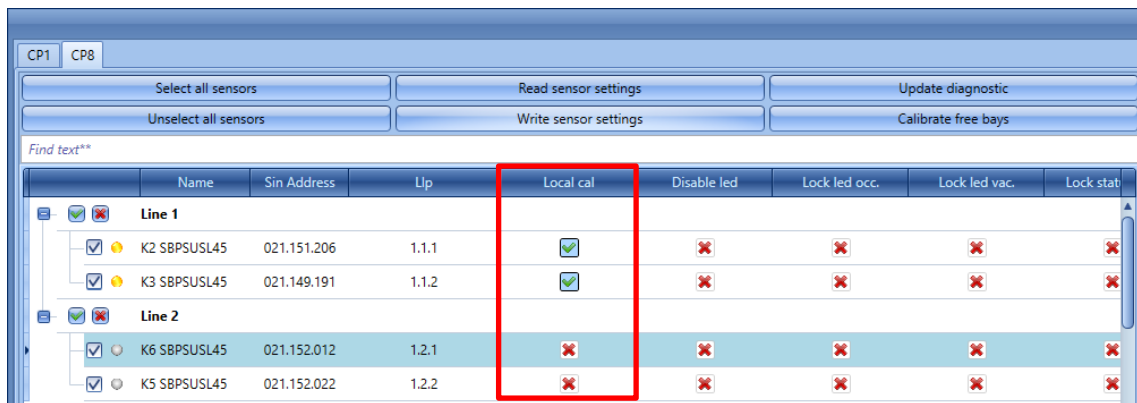 CP1 CP8
Select all sensors Read sensor settings Update diagnostic
Unselect all sensors Write sensor settings Calibrate free bays
Find text**
Name Sin Address Llp Local cal Disable led Lock led occ. Lock led vac. Lock stat
Line 1
K2 SBPSUSL45 021.151.206 1.1.1
K3 SBPSUSL45 021.149.191 1.1.2
Line 2
K6 SBPSUSL45 021.152.012 1.2.1
K5 SBPSUSL45 021.152.022 1.2.2